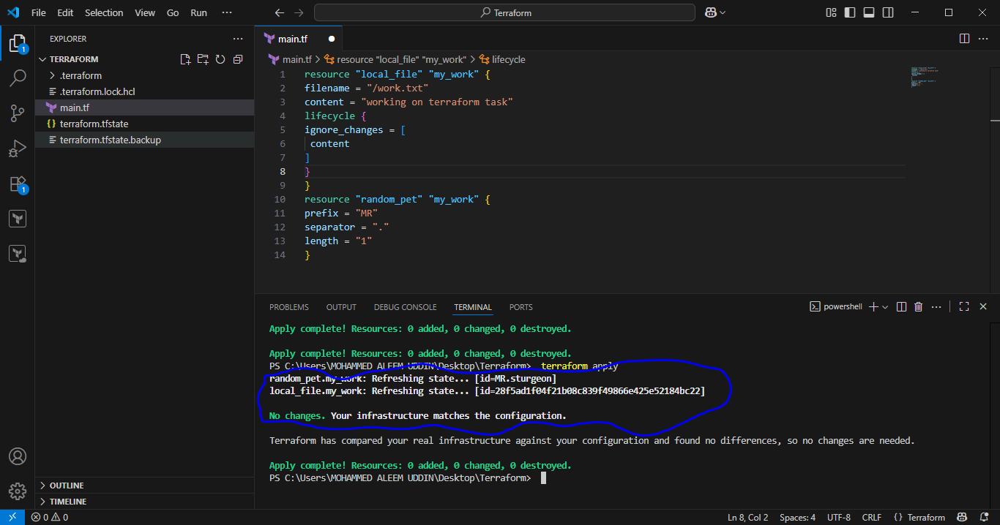 File Edit Selection View Go Run ···
Terraform
EXPLORER ···
TERRAFORM
.terraform
.terraform.lock.hcl
main.tf
{} terraform.tfstate
terraform.tfstate.backup
OUTLINE
TIMELINE
1
1
main.tf
main.tf > resource "local_file" "my_work" > lifecycle
1 resource "local_file" "my_work" {
2 filename = "/work.txt"
3 content = "working on terraform task"
4 lifecycle {
5 ignore_changes = [
6 content
7 ]
8 }
9 }
10 resource "random_pet" "my_work" {
11 prefix = "MR"
12 separator = "."
13 length = "1"
14 }
PROBLEMS OUTPUT DEBUG CONSOLE TERMINAL PORTS
powershell
Apply complete! Resources: 0 added, 0 changed, 0 destroyed.
Apply complete! Resources: 0 added, 0 changed, 0 destroyed.
PS C:\Users\MOHAMMED ALEEM UDDIN\Desktop\Terraform> terraform apply
random_pet.my_work: Refreshing state... [id=MR.sturgeon]
local_file.my_work: Refreshing state... [id=28f5ad1f04f21b08c839f49866e425e52184bc22]
No changes. Your infrastructure matches the configuration.
Terraform has compared your real infrastructure against your configuration and found no differences, so no changes are needed.
Apply complete! Resources: 0 added, 0 changed, 0 destroyed.
PS C:\Users\MOHAMMED ALEEM UDDIN\Desktop\Terraform>
0 0
Ln 8, Col 2 Spaces: 4 UTF-8 CRLF {} Terraform